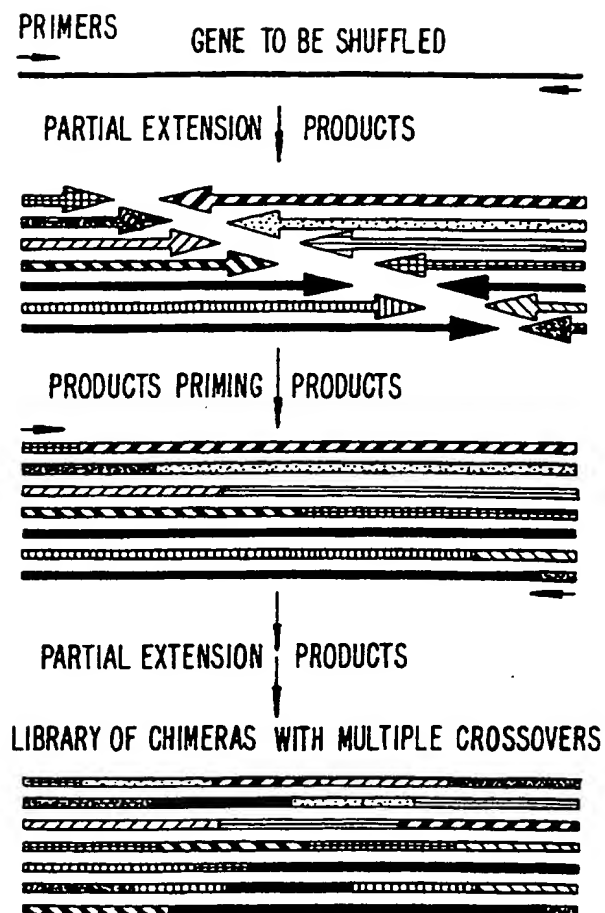 PRIMERS
GENE TO BE SHUFFLED
PARTIAL EXTENSION PRODUCTS
PRODUCTS PRIMING PRODUCTS
PARTIAL EXTENSION PRODUCTS
LIBRARY OF CHIMERAS WITH MULTIPLE CROSSOVERS